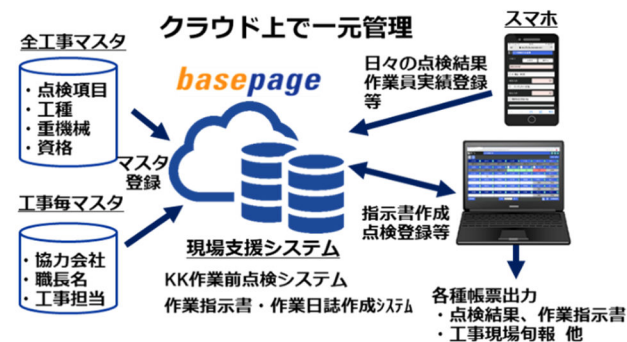 クラウド上で一元管理
全工事マスタ
・点検項目
・工種
・重機械
・資格
basepage
スマホ
日々の点検結果
作業員実績登録
等
マスタ
登録
工事毎マスタ
・協力会社
・職長名
・工事担当
指示書作成
点検登録等
現場支援システム
KK作業前点検システム
作業指示書・作業日誌作成ｼｽﾃﾑ
各種帳票出力
・点検結果、作業指示書
・工事現場旬報 他